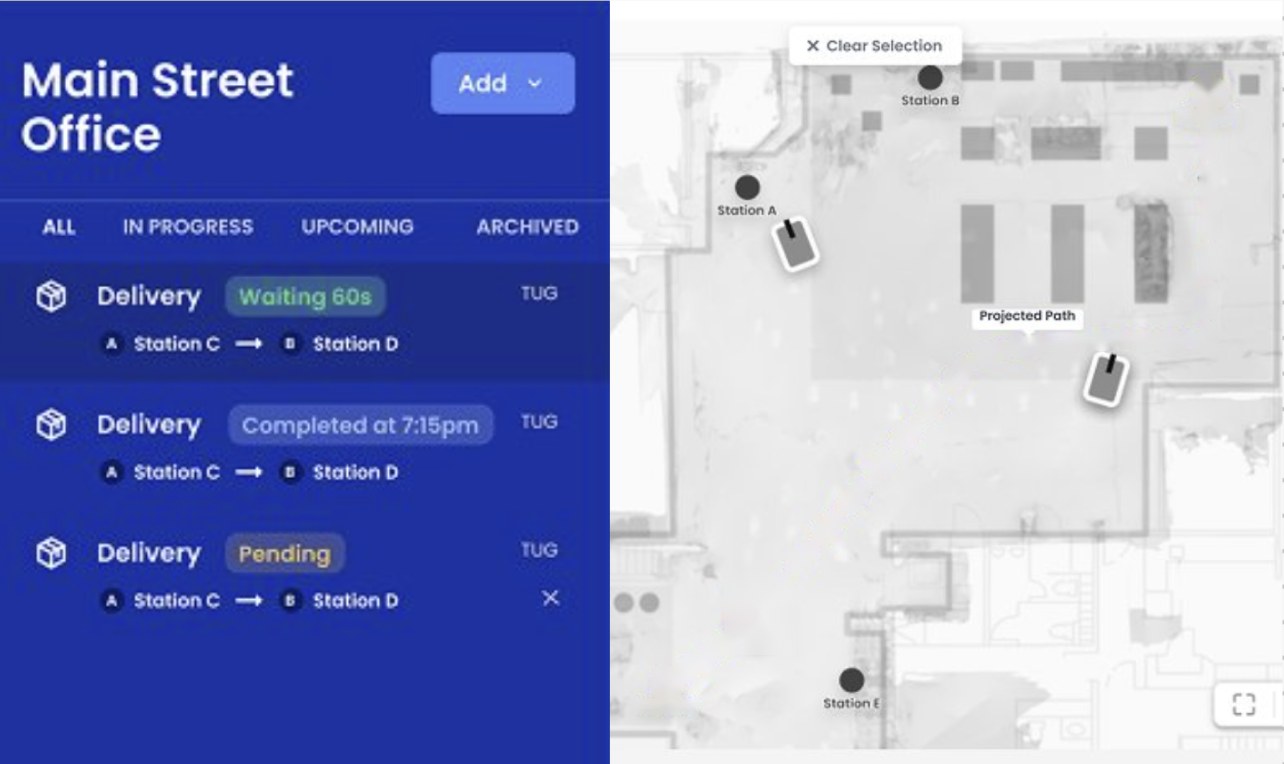 Main Street
Office
Add
ALL IN PROGRESS UPCOMING ARCHIVED
Delivery Waiting 60s TUG
A Station C → B Station D
Delivery Completed at 7:15pm TUG
A Station C → B Station D
Delivery Pending TUG
A Station C → B Station D
✕ Clear Selection
Station B
Station A
Projected Path
Station E